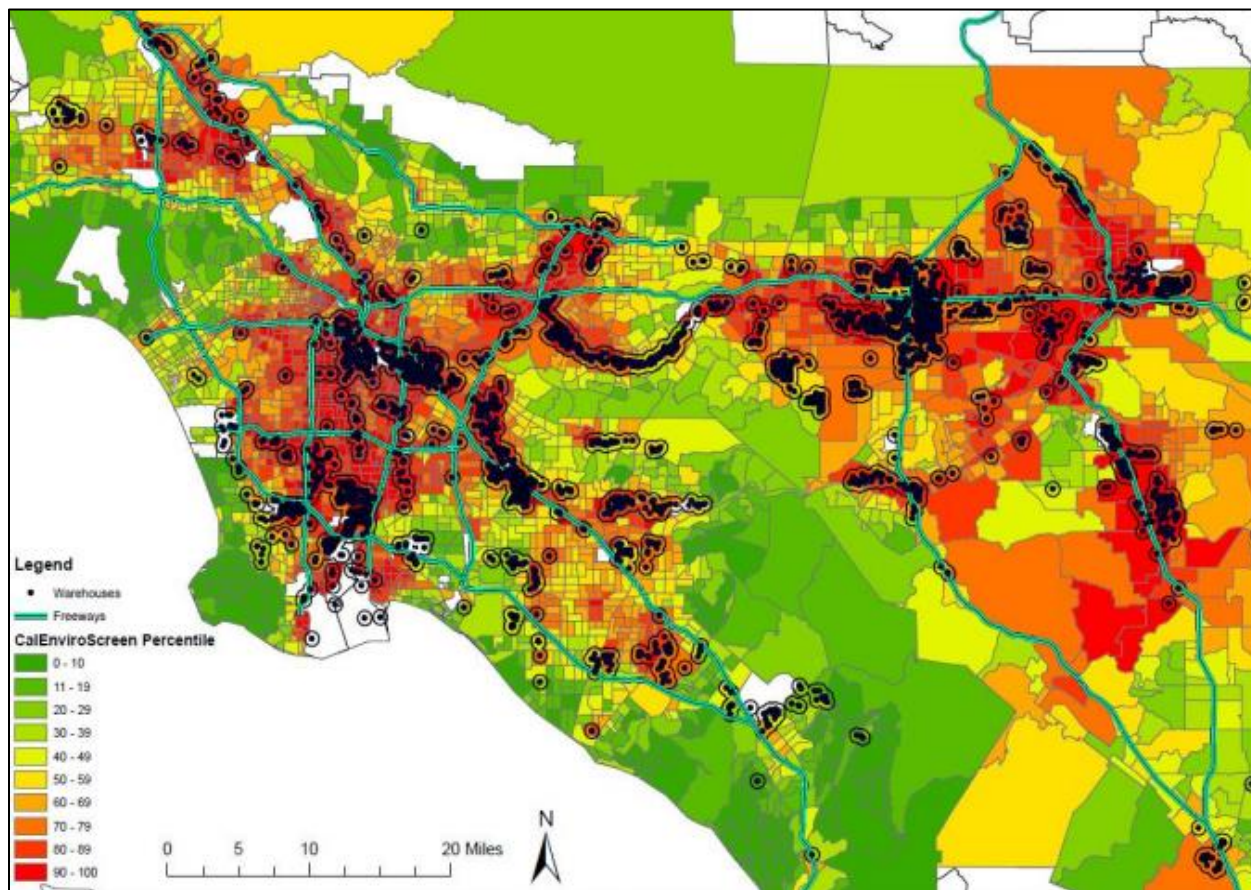 Legend
Warehouses
Freeways
CalEnviroScreen Percentile
0 - 10
11 - 19
20 - 29
30 - 39
40 - 49
50 - 59
60 - 69
70 - 79
80 - 89
90 - 100
N
0 5 10 20 Miles